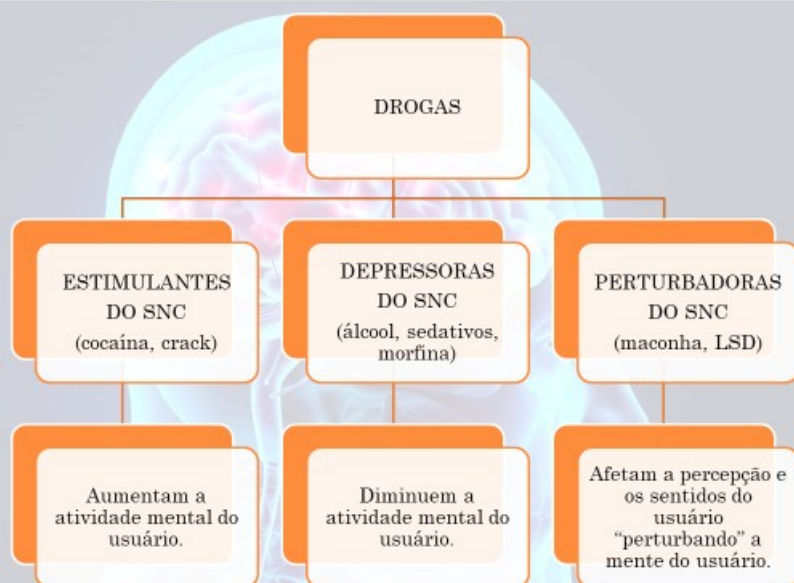 DROGAS
ESTIMULANTES
DO SNC
(cocaína, crack)
DEPRESSORAS
DO SNC
(álcool, sedativos,
morfina)
PERTURBADORAS
DO SNC
(maconha, LSD)
Aumentam a
atividade mental do
usuário.
Diminuem a
atividade mental do
usuário.
Afetam a percepção e
os sentidos do
usuário
“perturbando” a
mente do usuário.